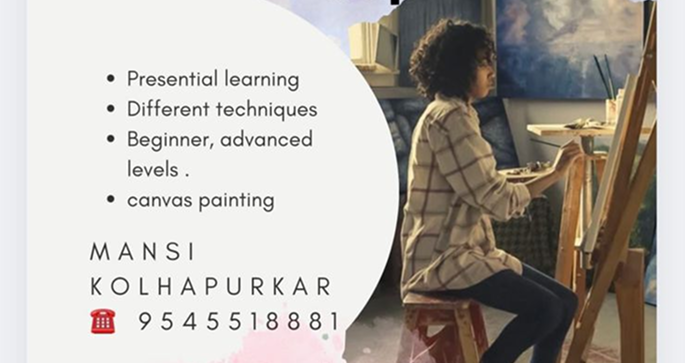 • Presential learning
• Different techniques
• Beginner, advanced
levels .
• canvas painting
MANSI
KOLHAPURKAR
☎ 9545518881